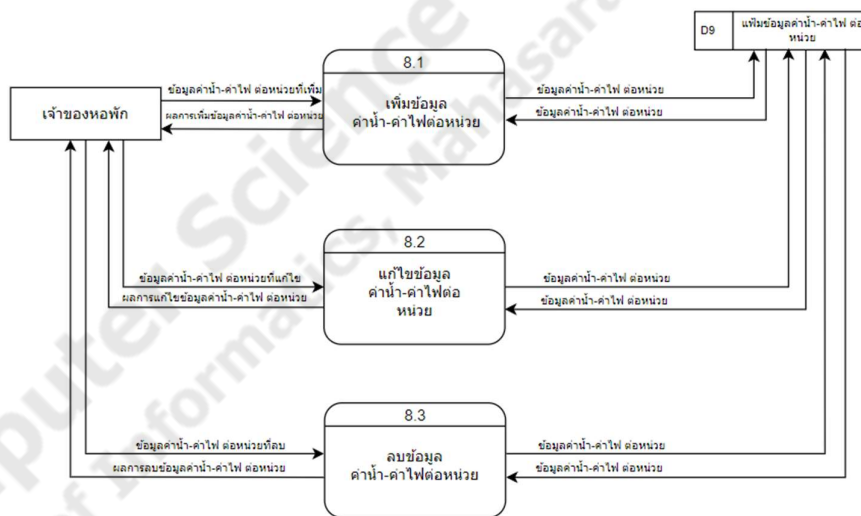 D9
แฟ้มข้อมูลค่าน้ำ-ค่าไฟ ต่อ
หน่วย
8.1
เพิ่มข้อมูล
ค่าน้ำ-ค่าไฟต่อหน่วย
เจ้าของหอพัก
ข้อมูลค่าน้ำ-ค่าไฟ ต่อหน่วยที่เพิ่ม
ผลการเพิ่มข้อมูลค่าน้ำ-ค่าไฟ ต่อหน่วย
ข้อมูลค่าน้ำ-ค่าไฟ ต่อหน่วย
ข้อมูลค่าน้ำ-ค่าไฟ ต่อหน่วย
8.2
แก้ไขข้อมูล
ค่าน้ำ-ค่าไฟต่อ
หน่วย
ข้อมูลค่าน้ำ-ค่าไฟ ต่อหน่วยที่แก้ไข
ผลการแก้ไขข้อมูลค่าน้ำ-ค่าไฟ ต่อหน่วย
ข้อมูลค่าน้ำ-ค่าไฟ ต่อหน่วย
ข้อมูลค่าน้ำ-ค่าไฟ ต่อหน่วย
8.3
ลบข้อมูล
ค่าน้ำ-ค่าไฟต่อหน่วย
ข้อมูลค่าน้ำ-ค่าไฟ ต่อหน่วยที่ลบ
ผลการลบข้อมูลค่าน้ำ-ค่าไฟ ต่อหน่วย
ข้อมูลค่าน้ำ-ค่าไฟ ต่อหน่วย
ข้อมูลค่าน้ำ-ค่าไฟ ต่อหน่วย
Science
of Informatics,